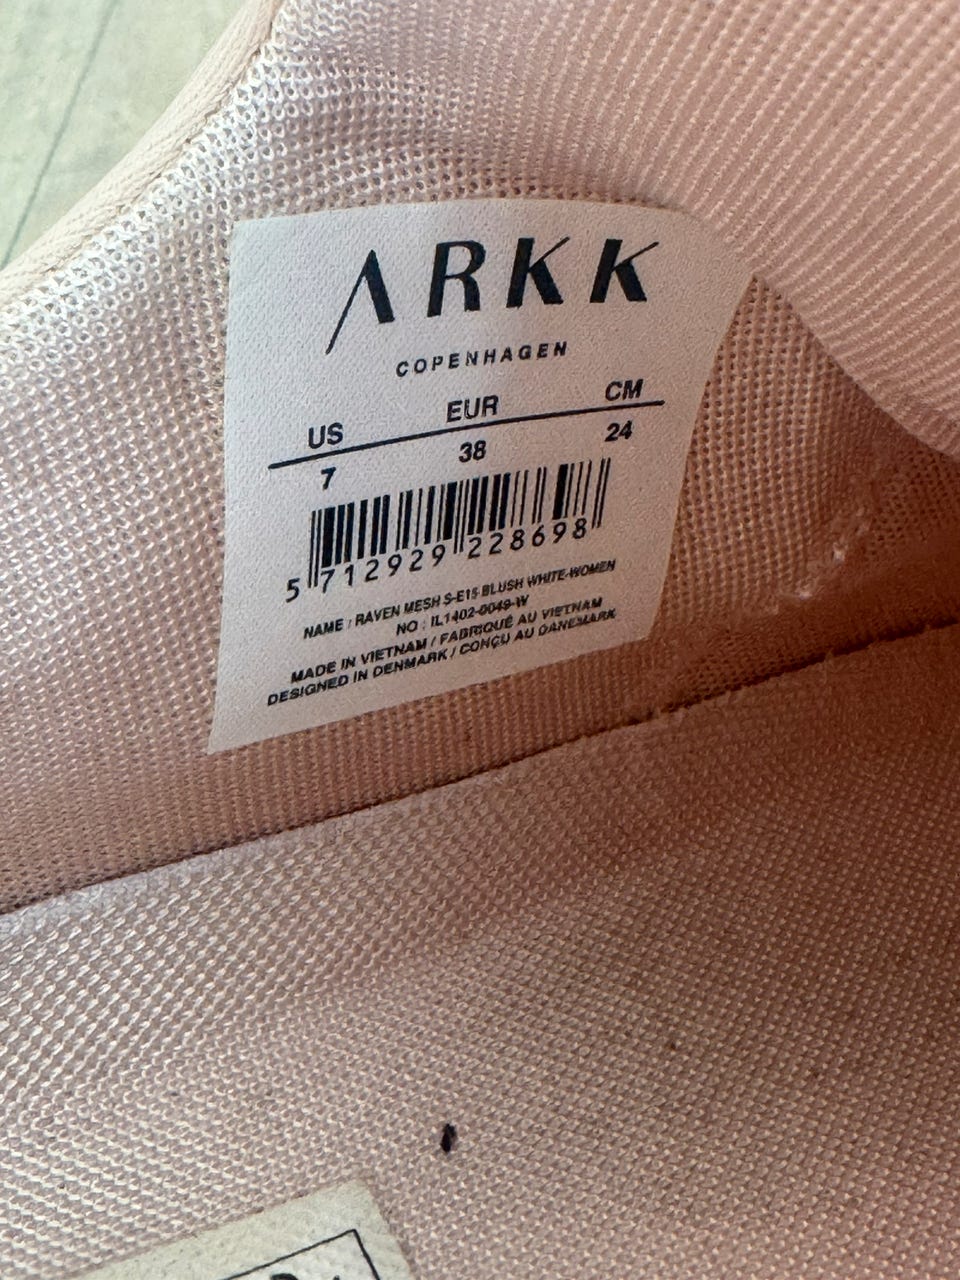 ARKK
COPENHAGEN
US EUR CM
7 38 24
5 712929 228698
NAME : RAVEN MESH S-E15 BLUSH WHITE-WOMEN
NO : IL1402-0049-W
MADE IN VIETNAM / FABRIQUÉ AU VIETNAM
DESIGNED IN DENMARK / CONÇU AU DANEMARK